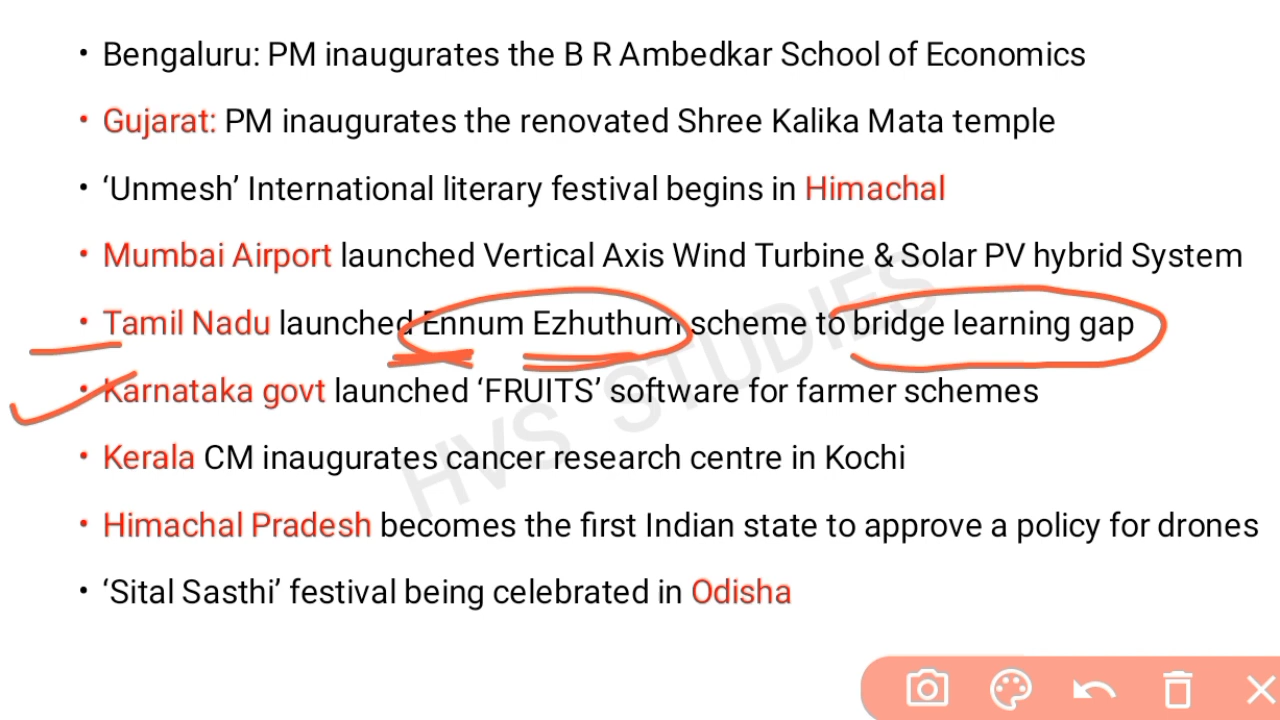 • Bengaluru: PM inaugurates the B R Ambedkar School of Economics
• Gujarat: PM inaugurates the renovated Shree Kalika Mata temple
• ‘Unmesh’ International literary festival begins in Himachal
• Mumbai Airport launched Vertical Axis Wind Turbine & Solar PV hybrid System
• Tamil Nadu launched Ennum Ezhuthum scheme to bridge learning gap
• Karnataka govt launched ‘FRUITS’ software for farmer schemes
• Kerala CM inaugurates cancer research centre in Kochi
• Himachal Pradesh becomes the first Indian state to approve a policy for drones
• ‘Sital Sasthi’ festival being celebrated in Odisha
HVS STUDIES